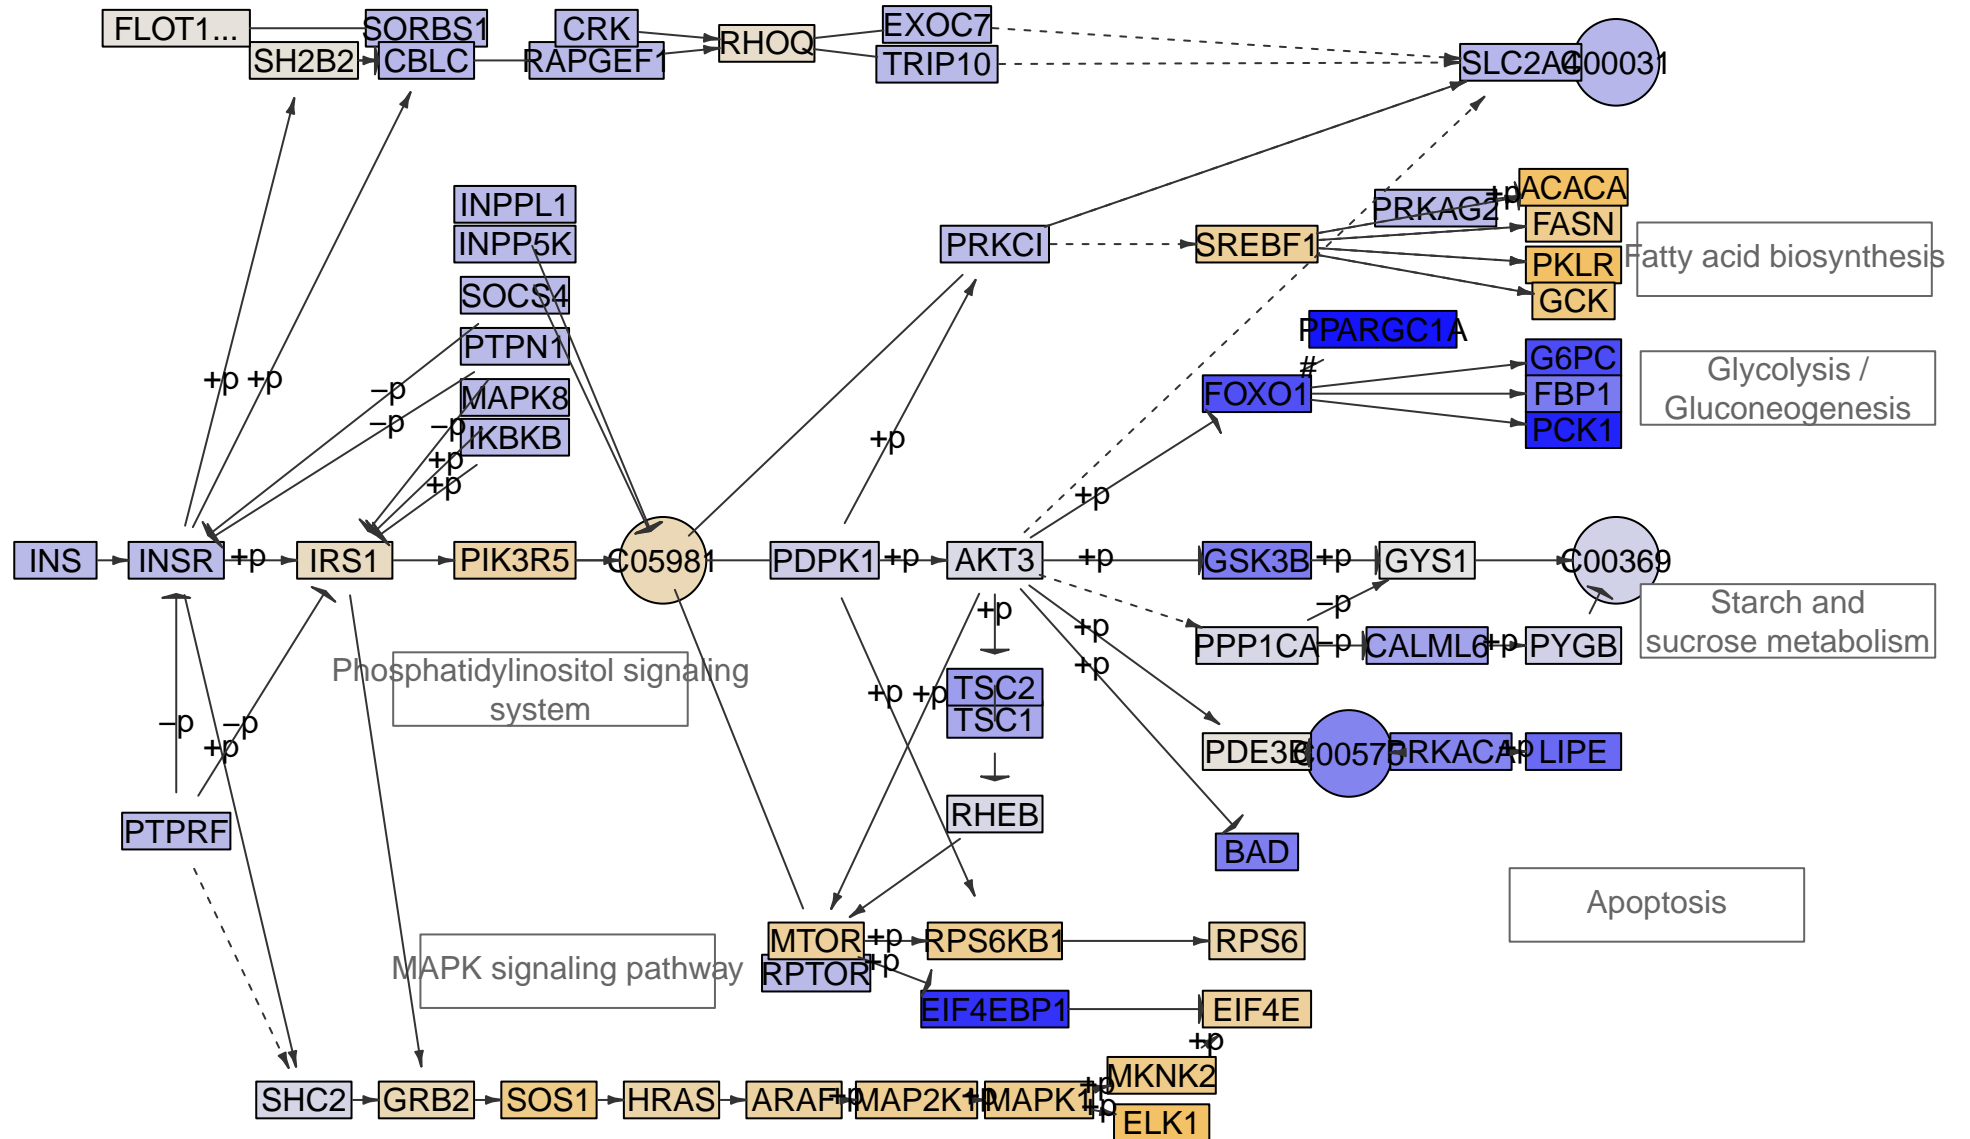 FLOT1...
SORBS1
CRK
EXOC7
SH2B2
CBLC
RAPGEF1
RHOQ
TRIP10
SLC2A4
C00031
INPPL1
INPP5K
SOCS4
PTPN1
MAPK8
IKBKB
PRKCI
SREBF1
PRKAG2
+p
ACACA
FASN
PKLR
GCK
Fatty acid biosynthesis
PPARGC1A
#
FOXO1
G6PC
FBP1
PCK1
Glycolysis /
Gluconeogenesis
+p
+p
−p
−p
−p
+p
+p
+p
+p
INS
INSR
+p
IRS1
PIK3R5
C05981
PDPK1
+p
AKT3
+p
GSK3B
+p
GYS1
C00369
+p
−p
+p
+p
PPP1CA
−p
CALML6
+p
PYGB
Starch and
sucrose metabolism
Phosphatidylinositol signaling
system
−p
−p
+p
+p
+p
TSC2
TSC1
PDE3B
C00575
PRKACA
+p
LIPE
PTPRF
RHEB
BAD
Apoptosis
MTOR
+p
RPS6KB1
RPS6
RPTOR
+p
EIF4EBP1
EIF4E
MAPK signaling pathway
+p
MKNK2
SHC2
GRB2
SOS1
HRAS
ARAF
+p
MAP2K1
+p
MAPK1
+p
+p
ELK1